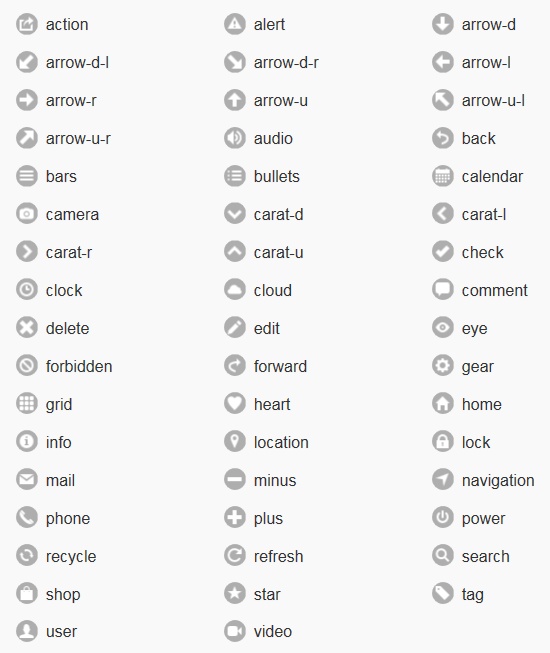 action alert arrow-d
arrow-d-l arrow-d-r arrow-l
arrow-r arrow-u arrow-u-l
arrow-u-r audio back
bars bullets calendar
camera carat-d carat-l
carat-r carat-u check
clock cloud comment
delete edit eye
forbidden forward gear
grid heart home
info location lock
mail minus navigation
phone plus power
recycle refresh search
shop star tag
user video